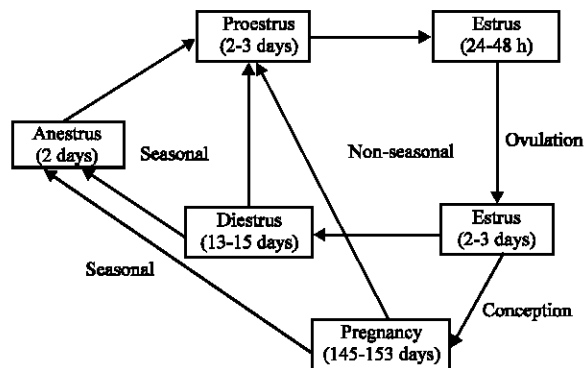 Proestrus
(2-3 days)
Estrus
(24-48 h)
Anestrus
(2 days)
Seasonal
Non-seasonal
Ovulation
Diestrus
(13-15 days)
Estrus
(2-3 days)
Seasonal
Conception
Pregnancy
(145-153 days)